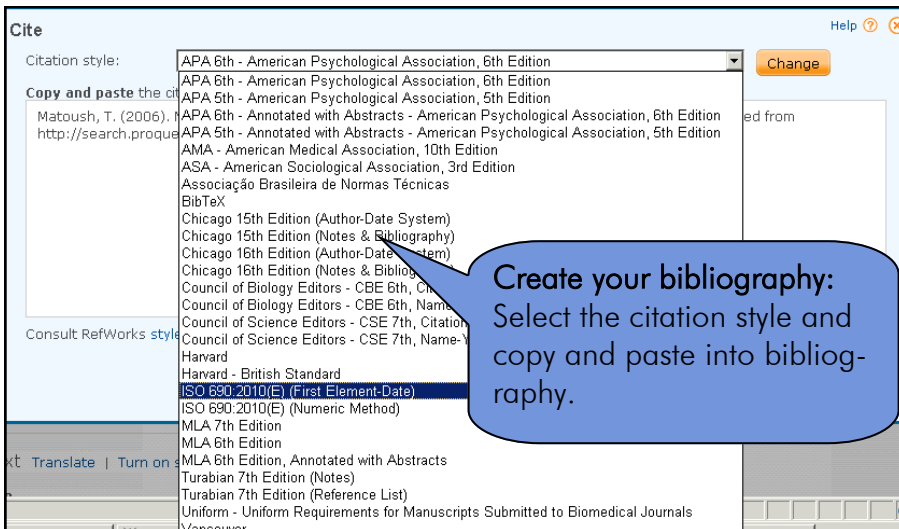 Cite
Help
Citation style:
APA 6th - American Psychological Association, 6th Edition
Change
APA 6th - American Psychological Association, 6th Edition
APA 5th - American Psychological Association, 5th Edition
Copy and paste the cit
APA 6th - Annotated with Abstracts - American Psychological Association, 6th Edition
Matoush, T. (2006).
ed from
APA 5th - Annotated with Abstracts - American Psychological Association, 5th Edition
http://search.proque
AMA - American Medical Association, 10th Edition
ASA - American Sociological Association, 3rd Edition
Associação Brasileira de Normas Técnicas
BibTeX
Chicago 15th Edition (Author-Date System)
Chicago 15th Edition (Notes & Bibliography)
Chicago 16th Edition (Author-Date System)
Chicago 16th Edition (Notes & Bibliog
Council of Biology Editors - CBE 6th, Ci
Council of Biology Editors - CBE 6th, Name
Council of Science Editors - CSE 7th, Citation
Council of Science Editors - CSE 7th, Name-Y
Consult RefWorks style
Harvard
Harvard - British Standard
ISO 690:2010(E) (First Element-Date)
ISO 690:2010(E) (Numeric Method)
MLA 7th Edition
MLA 6th Edition
MLA 6th Edition, Annotated with Abstracts
xt Translate | Turn on s
Turabian 7th Edition (Notes)
Turabian 7th Edition (Reference List)
Uniform - Uniform Requirements for Manuscripts Submitted to Biomedical Journals
Vancouver
Create your bibliography:
Select the citation style and
copy and paste into bibliog-
raphy.